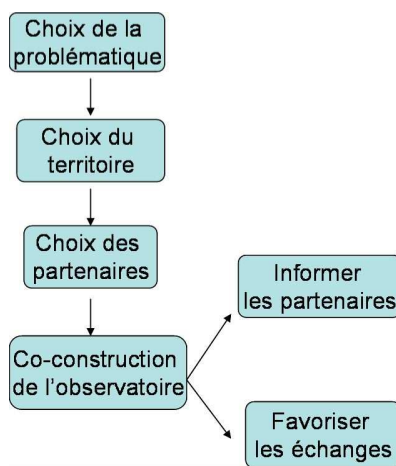 Choix de la
problématique
Choix du
territoire
Choix des
partenaires
Informer
les partenaires
Co-construction
de l'observatoire
Favoriser
les échanges